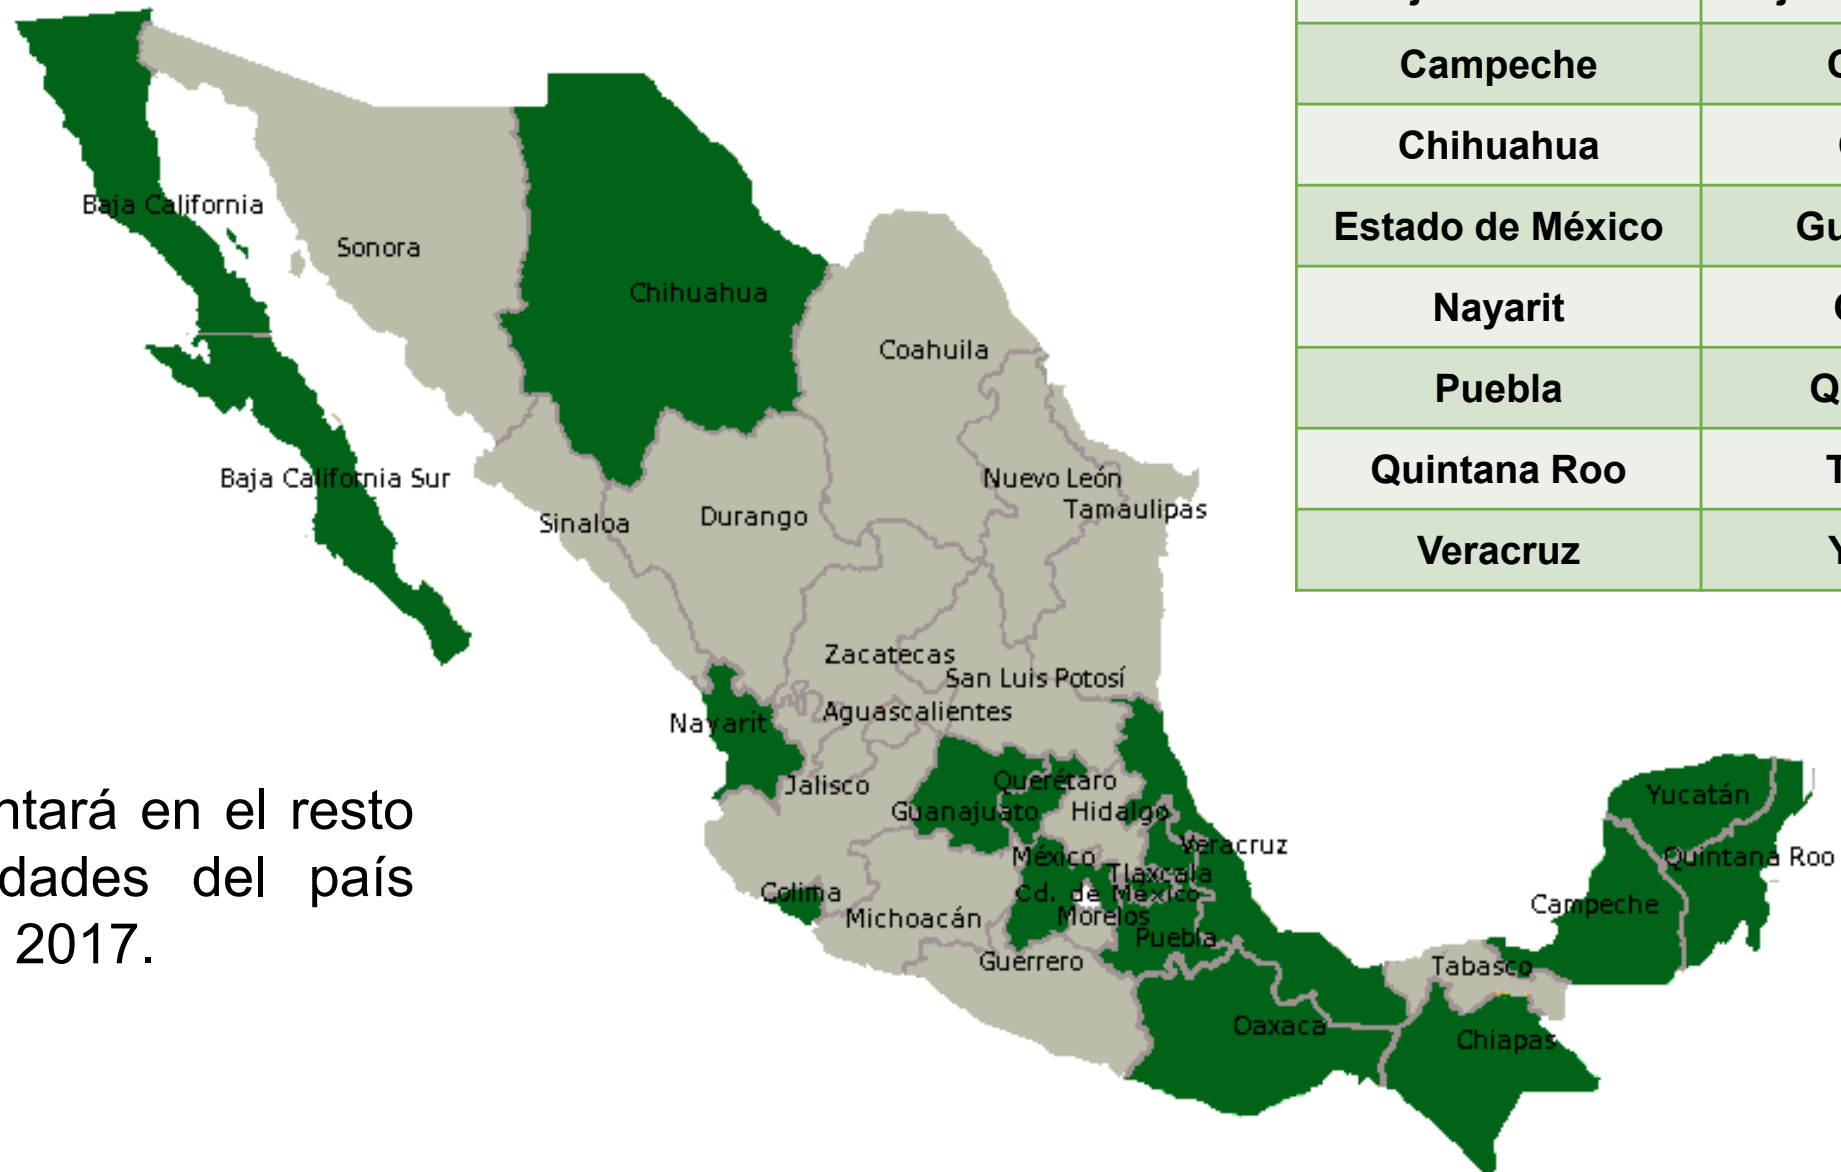 Campeche
Chihuahua
Estado de México
Nayarit
Puebla
Quintana Roo
Veracruz
Baja California
Sonora
Chihuahua
Coahuila
Baja California Sur
Nuevo León
Sinaloa
Durango
Tamaulipas
Zacatecas
San Luis Potosí
Nayarit
Aguascalientes
Jalisco
Querétaro
Guanajuato
Hidalgo
Yucatán
México
Veracruz
Quintana Roo
Tlaxcala
Colima
Cd. de México
Michoacán
Morelos
Campeche
Puebla
Guerrero
Tabasco
Oaxaca
Chiapas
ntará en el resto
dades del país
2017.